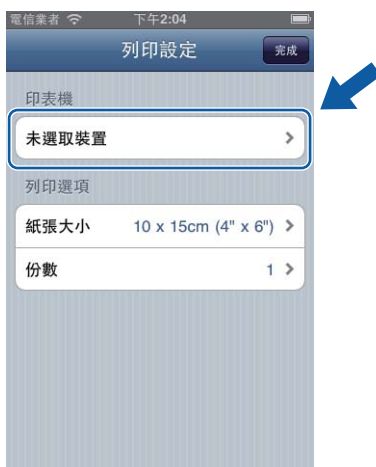 電信業者 下午2:04
列印設定 完成
印表機
未選取裝置
列印選項
紙張大小 10 x 15cm (4" x 6")
份數 1